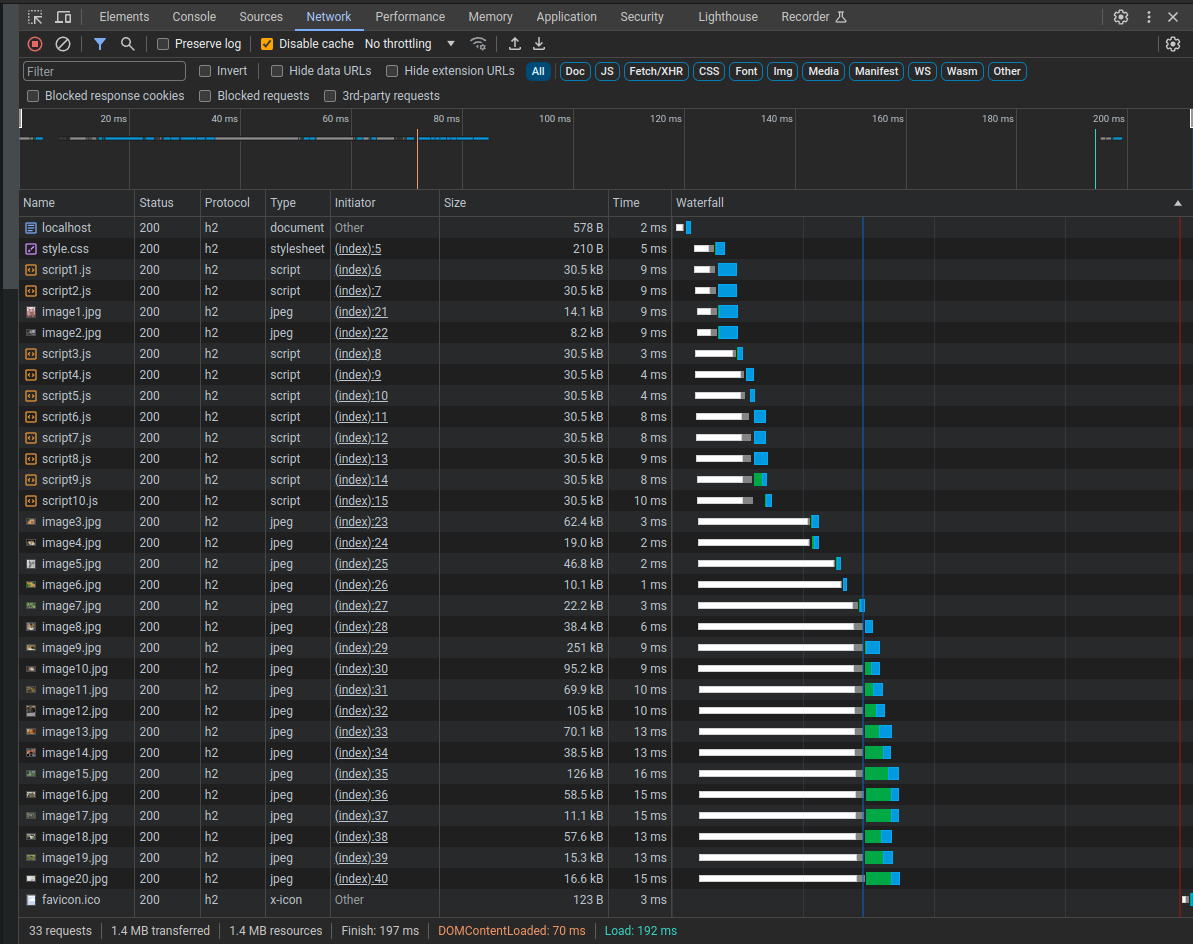 Elements Console Sources Network Performance Memory Application Security Lighthouse Recorder
Preserve log Disable cache No throttling
Filter Invert Hide data URLs Hide extension URLs All Doc JS Fetch/XHR CSS Font Img Media Manifest WS Wasm Other
Blocked response cookies Blocked requests 3rd-party requests
20 ms 40 ms 60 ms 80 ms 100 ms 120 ms 140 ms 160 ms 180 ms 200 ms
Name Status Protocol Type Initiator Size Time Waterfall
localhost 200 h2 document Other 578 B 2 ms
style.css 200 h2 stylesheet (index):5 210 B 5 ms
script1.js 200 h2 script (index):6 30.5 kB 9 ms
script2.js 200 h2 script (index):7 30.5 kB 9 ms
image1.jpg 200 h2 jpeg (index):21 14.1 kB 9 ms
image2.jpg 200 h2 jpeg (index):22 8.2 kB 9 ms
script3.js 200 h2 script (index):8 30.5 kB 3 ms
script4.js 200 h2 script (index):9 30.5 kB 4 ms
script5.js 200 h2 script (index):10 30.5 kB 4 ms
script6.js 200 h2 script (index):11 30.5 kB 8 ms
script7.js 200 h2 script (index):12 30.5 kB 8 ms
script8.js 200 h2 script (index):13 30.5 kB 9 ms
script9.js 200 h2 script (index):14 30.5 kB 8 ms
script10.js 200 h2 script (index):15 30.5 kB 10 ms
image3.jpg 200 h2 jpeg (index):23 62.4 kB 3 ms
image4.jpg 200 h2 jpeg (index):24 19.0 kB 2 ms
image5.jpg 200 h2 jpeg (index):25 46.8 kB 2 ms
image6.jpg 200 h2 jpeg (index):26 10.1 kB 1 ms
image7.jpg 200 h2 jpeg (index):27 22.2 kB 3 ms
image8.jpg 200 h2 jpeg (index):28 38.4 kB 6 ms
image9.jpg 200 h2 jpeg (index):29 251 kB 9 ms
image10.jpg 200 h2 jpeg (index):30 95.2 kB 9 ms
image11.jpg 200 h2 jpeg (index):31 69.9 kB 10 ms
image12.jpg 200 h2 jpeg (index):32 105 kB 10 ms
image13.jpg 200 h2 jpeg (index):33 70.1 kB 13 ms
image14.jpg 200 h2 jpeg (index):34 38.5 kB 13 ms
image15.jpg 200 h2 jpeg (index):35 126 kB 16 ms
image16.jpg 200 h2 jpeg (index):36 58.5 kB 15 ms
image17.jpg 200 h2 jpeg (index):37 11.1 kB 15 ms
image18.jpg 200 h2 jpeg (index):38 57.6 kB 13 ms
image19.jpg 200 h2 jpeg (index):39 15.3 kB 13 ms
image20.jpg 200 h2 jpeg (index):40 16.6 kB 15 ms
favicon.ico 200 h2 x-icon Other 123 B 3 ms
33 requests 1.4 MB transferred 1.4 MB resources Finish: 197 ms DOMContentLoaded: 70 ms Load: 192 ms